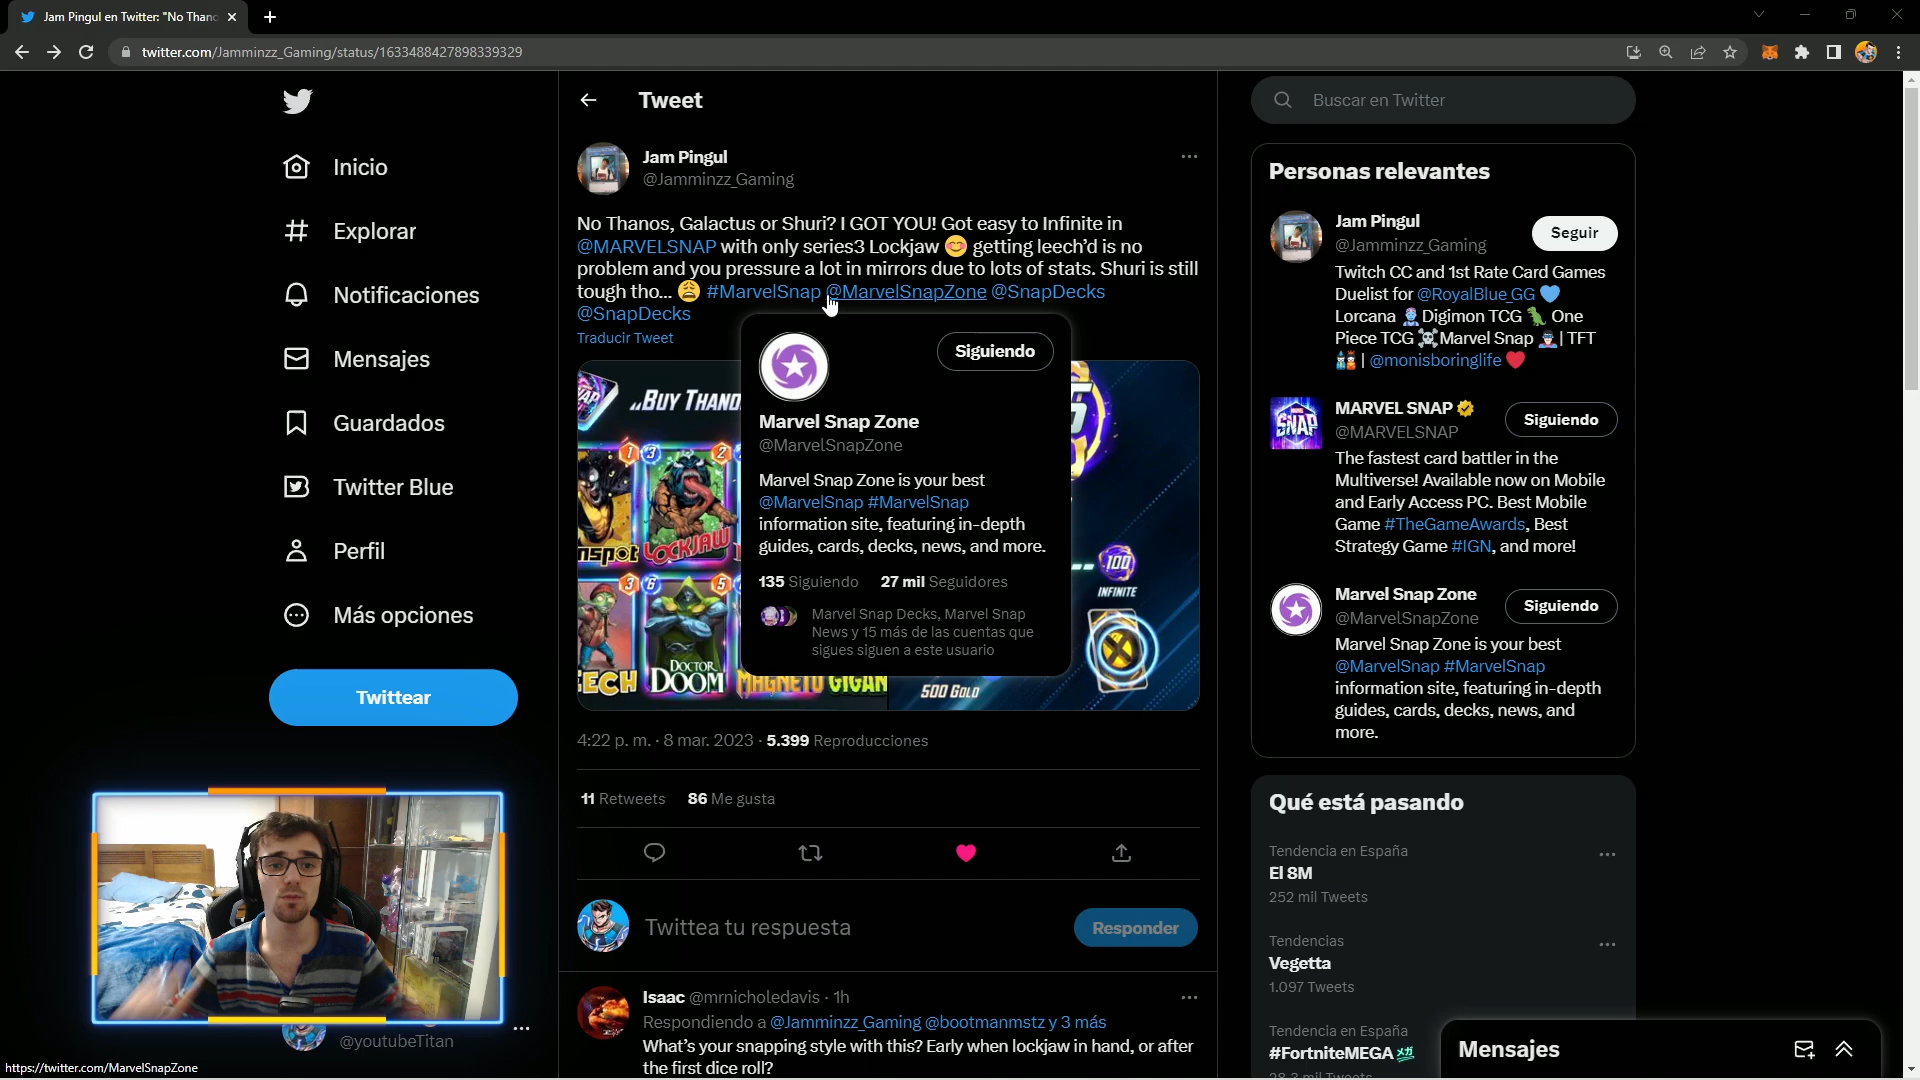 Jam Pingul en Twitter: "No Thano
twitter.com/Jamminzz_Gaming/status/1633488427898339329
Inicio
Explorar
Notificaciones
Mensajes
Guardados
Twitter Blue
Perfil
Más opciones
Twittear
@youtubeTitan
https://twitter.com/MarvelSnapZone
Tweet
Jam Pingul
@Jamminzz_Gaming
No Thanos, Galactus or Shuri? I GOT YOU! Got easy to Infinite in
@MARVELSNAP with only series3 Lockjaw 😊 getting leech'd is no
problem and you pressure a lot in mirrors due to lots of stats. Shuri is still
tough tho... 😩 #MarvelSnap @MarvelSnapZone @SnapDecks
@SnapDecks
Traducir Tweet
..BUY THANO
1 3 2
LOCKJAW
3 6 5
EECH DOCTOR DOOM MAGNETO GIGAN
100
INFINITE
500 GOLD
Siguiendo
Marvel Snap Zone
@MarvelSnapZone
Marvel Snap Zone is your best
@MarvelSnap #MarvelSnap
information site, featuring in-depth
guides, cards, decks, news, and more.
135 Siguiendo 27 mil Seguidores
Marvel Snap Decks, Marvel Snap
News y 15 más de las cuentas que
sigues siguen a este usuario
4:22 p. m. · 8 mar. 2023 · 5.399 Reproducciones
11 Retweets 86 Me gusta
Twittea tu respuesta
Responder
Isaac @mrnicholedavis · 1h
Respondiendo a @Jamminzz_Gaming @bootmanmstz y 3 más
What's your snapping style with this? Early when lockjaw in hand, or after
the first dice roll?
Buscar en Twitter
Personas relevantes
Jam Pingul
@Jamminzz_Gaming
Seguir
Twitch CC and 1st Rate Card Games
Duelist for @RoyalBlue_GG 💙
Lorcana 🧞‍♂️Digimon TCG 🦖 One
Piece TCG ☠️Marvel Snap 🦹‍♂️| TFT
| @monisboringlife ❤️
MARVEL SNAP
@MARVELSNAP
Siguiendo
SNAP
The fastest card battler in the
Multiverse! Available now on Mobile
and Early Access PC. Best Mobile
Game #TheGameAwards, Best
Strategy Game #IGN, and more!
Marvel Snap Zone
@MarvelSnapZone
Siguiendo
Marvel Snap Zone is your best
@MarvelSnap #MarvelSnap
information site, featuring in-depth
guides, cards, decks, news, and
more.
Qué está pasando
Tendencia en España
El 8M
252 mil Tweets
Tendencias
Vegetta
1.097 Tweets
Tendencia en España
#FortniteMEGA
28,3 mil Tweets
Mensajes